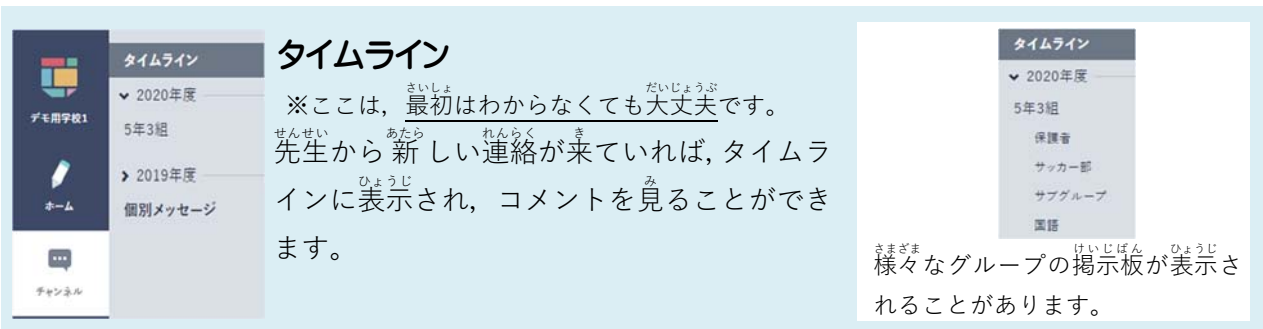 デモ用学校1
ホーム
チャンネル
タイムライン
2020年度
5年3組
2019年度
個別メッセージ
タイムライン
※ここは，最初はわからなくても大丈夫です。
先生から新しい連絡が来ていれば，タイムラ
インに表示され，コメントを見ることができ
ます。
タイムライン
2020年度
5年3組
保護者
サッカー部
サブグループ
国語
様々なグループの掲示板が表示さ
れることがあります。